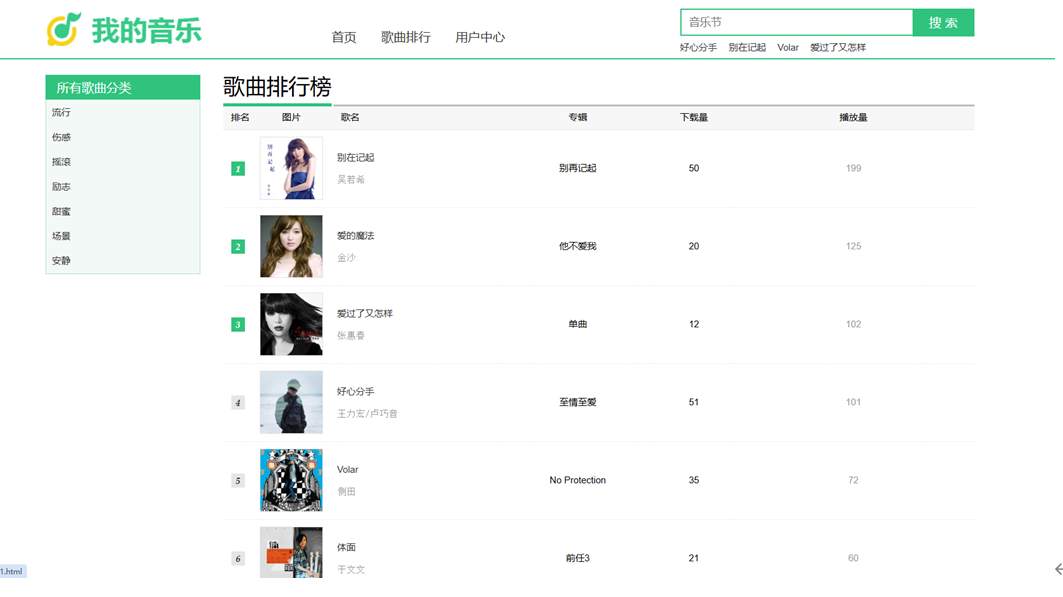 我的音乐
首页 歌曲排行 用户中心
音乐节 搜 索
好心分手 别在记起 Volar 爱过了又怎样
所有歌曲分类
流行
伤感
摇滚
励志
甜蜜
场景
安静
歌曲排行榜
排名 图片 歌名 专辑 下载量 播放量
1 别再记起 别在记起 吴若希 别再记起 50 199
2 爱的魔法 金沙 他不爱我 20 125
3 爱过了又怎样 张惠春 单曲 12 102
4 好心分手 王力宏/卢巧音 至情至爱 51 101
5 Volar 侧田 No Protection 35 72
6 体面 于文文 前任3 21 60
1.html